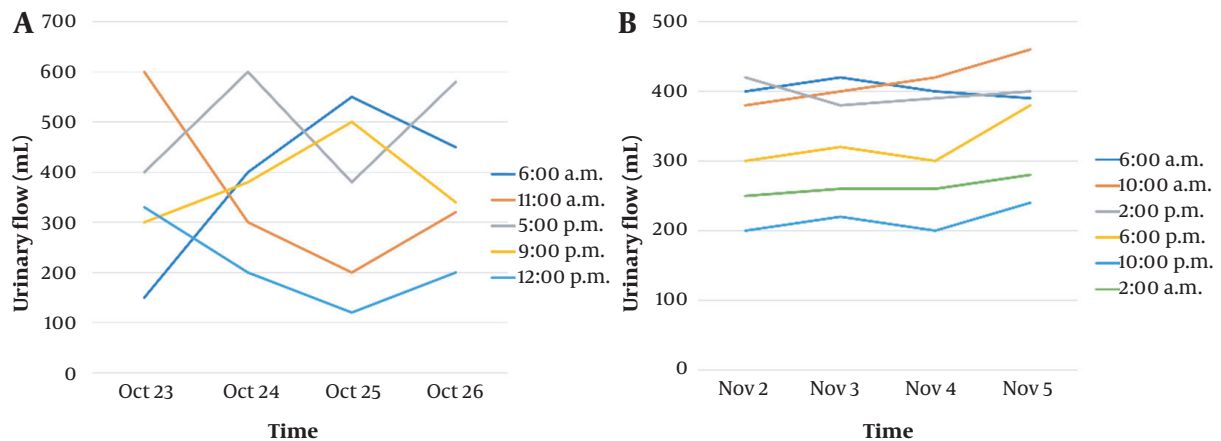 A
700
600
500
400
300
200
100
0
Urinary flow (mL)
Oct 23 Oct 24 Oct 25 Oct 26
Time
6:00 a.m.
11:00 a.m.
5:00 p.m.
9:00 p.m.
12:00 p.m.
B
500
400
300
200
100
0
Urinary flow (mL)
Nov 2 Nov 3 Nov 4 Nov 5
Time
6:00 a.m.
10:00 a.m.
2:00 p.m.
6:00 p.m.
10:00 p.m.
2:00 a.m.